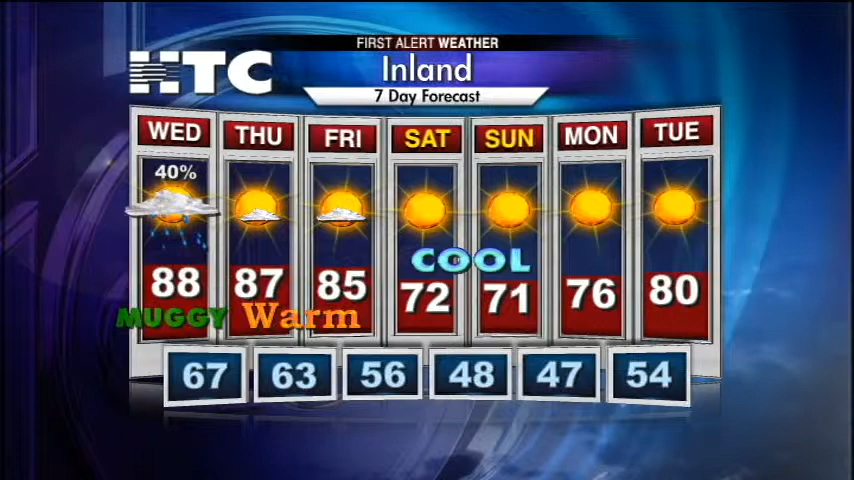 FIRST ALERT WEATHER
HTC
Inland
7 Day Forecast
WED THU FRI SAT SUN MON TUE
40%
COOL
88 87 85 72 71 76 80
MUGGY Warm
67 63 56 48 47 54